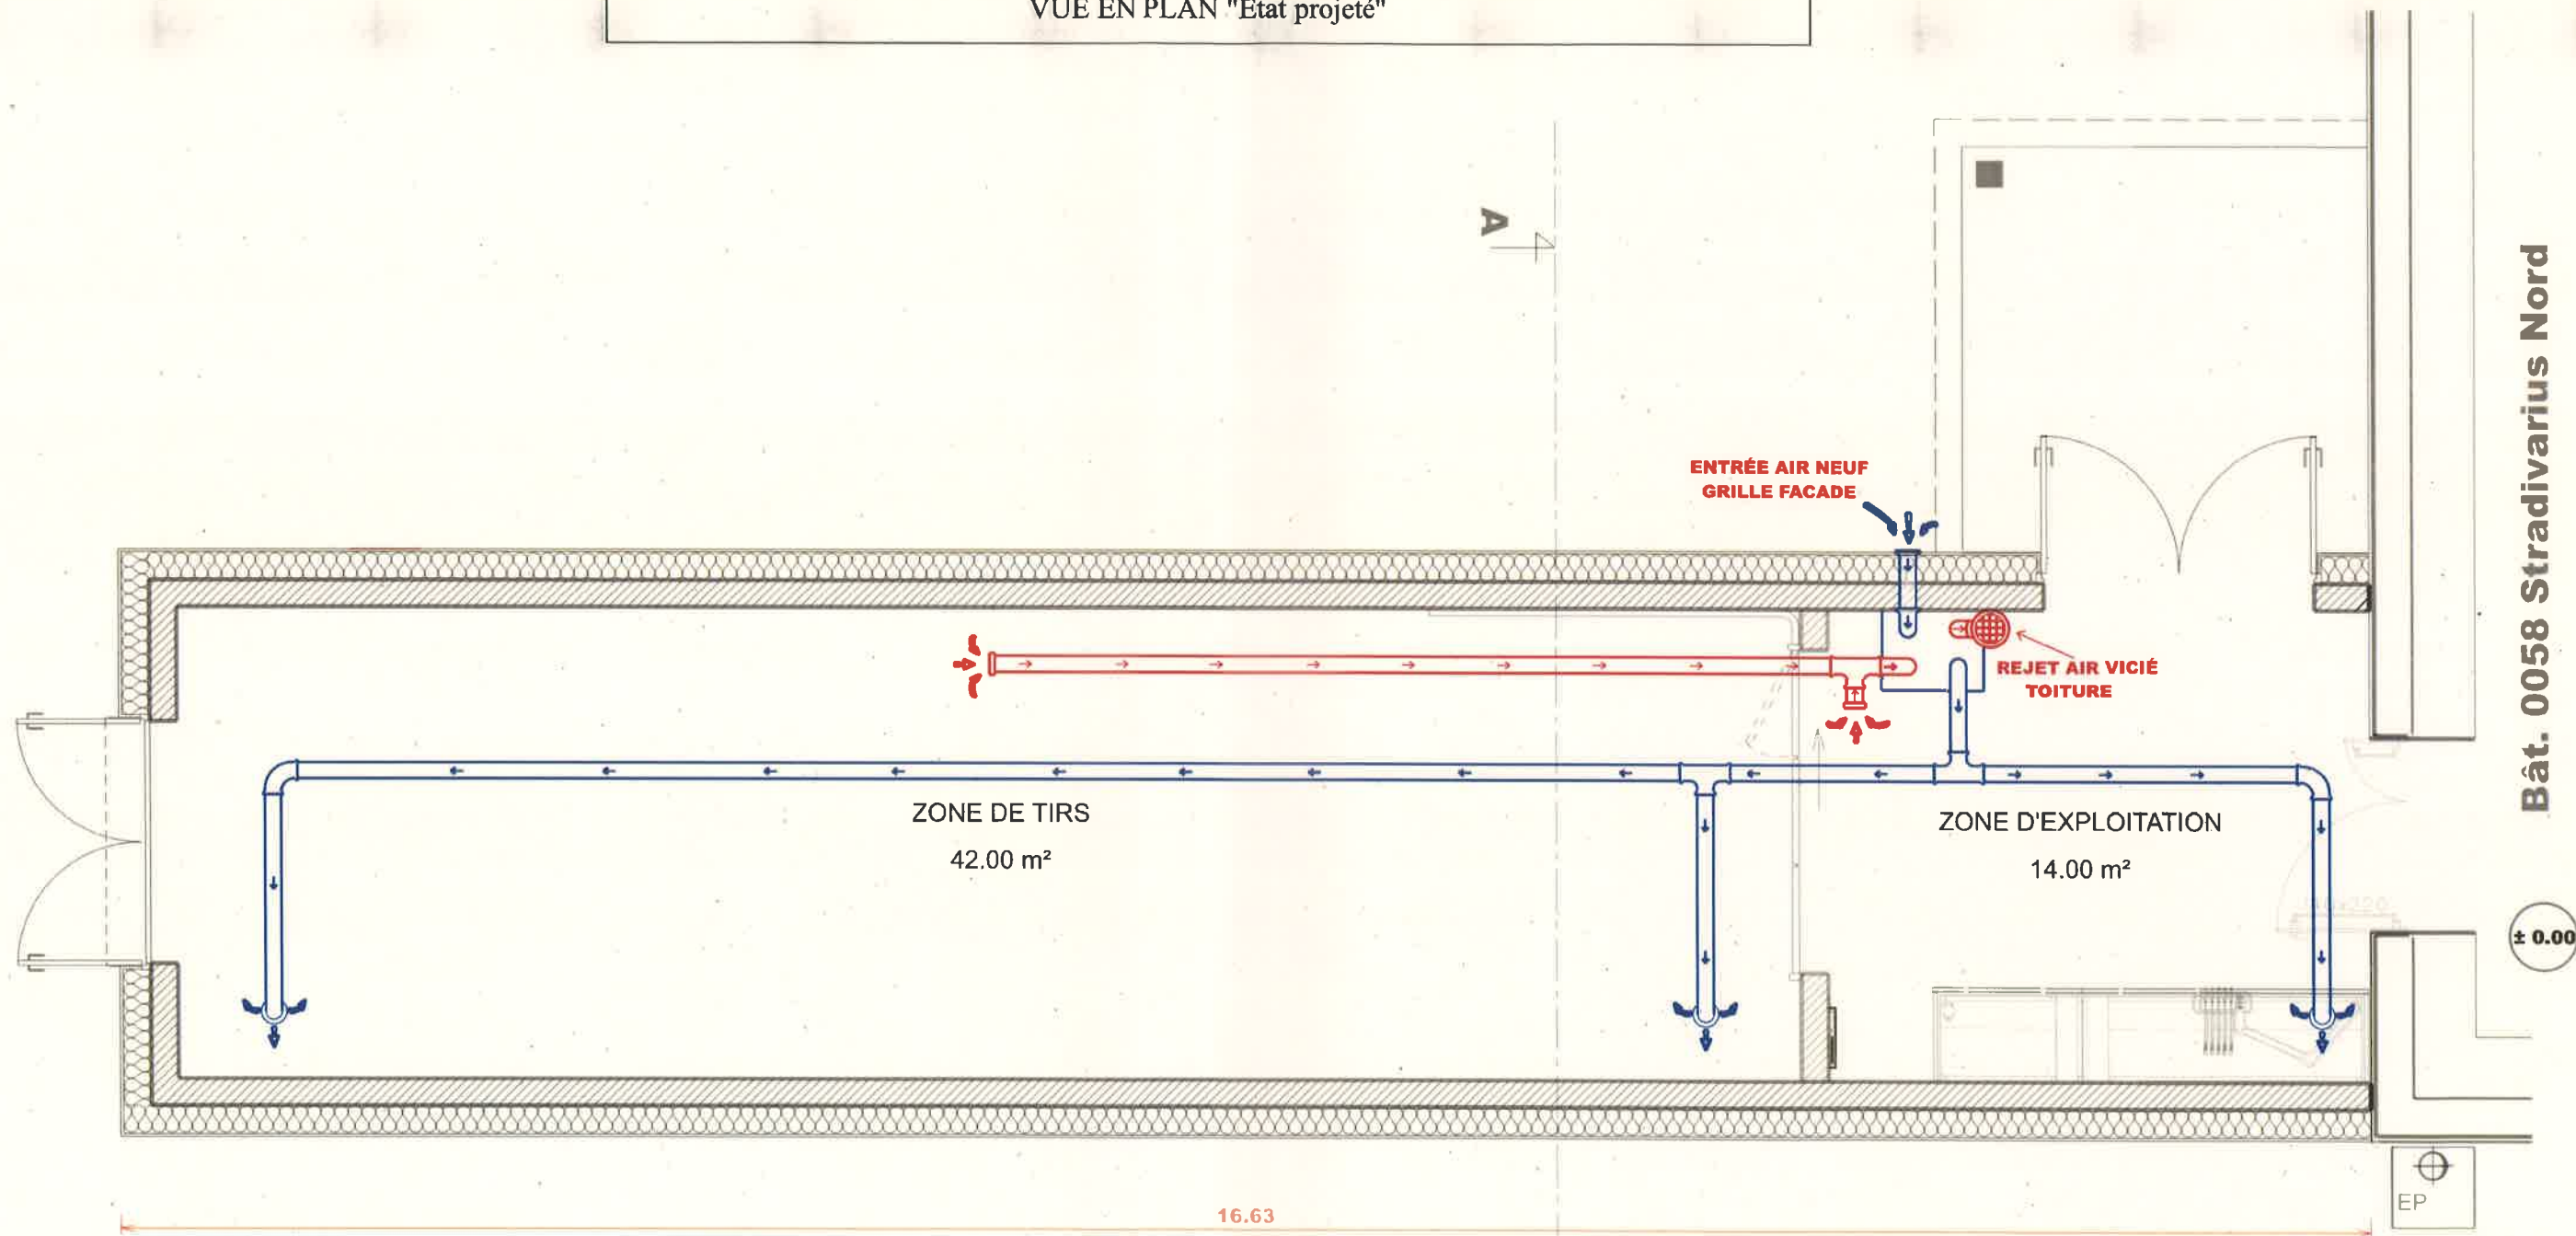 VUE EN PLAN "Etat projeté"
A
ENTRÉE AIR NEUF
GRILLE FACADE
REJET AIR VICIÉ
TOITURE
ZONE DE TIRS
42.00 m²
ZONE D'EXPLOITATION
14.00 m²
Bât. 0058 Stradivarius Nord
± 0.00
EP
16.63